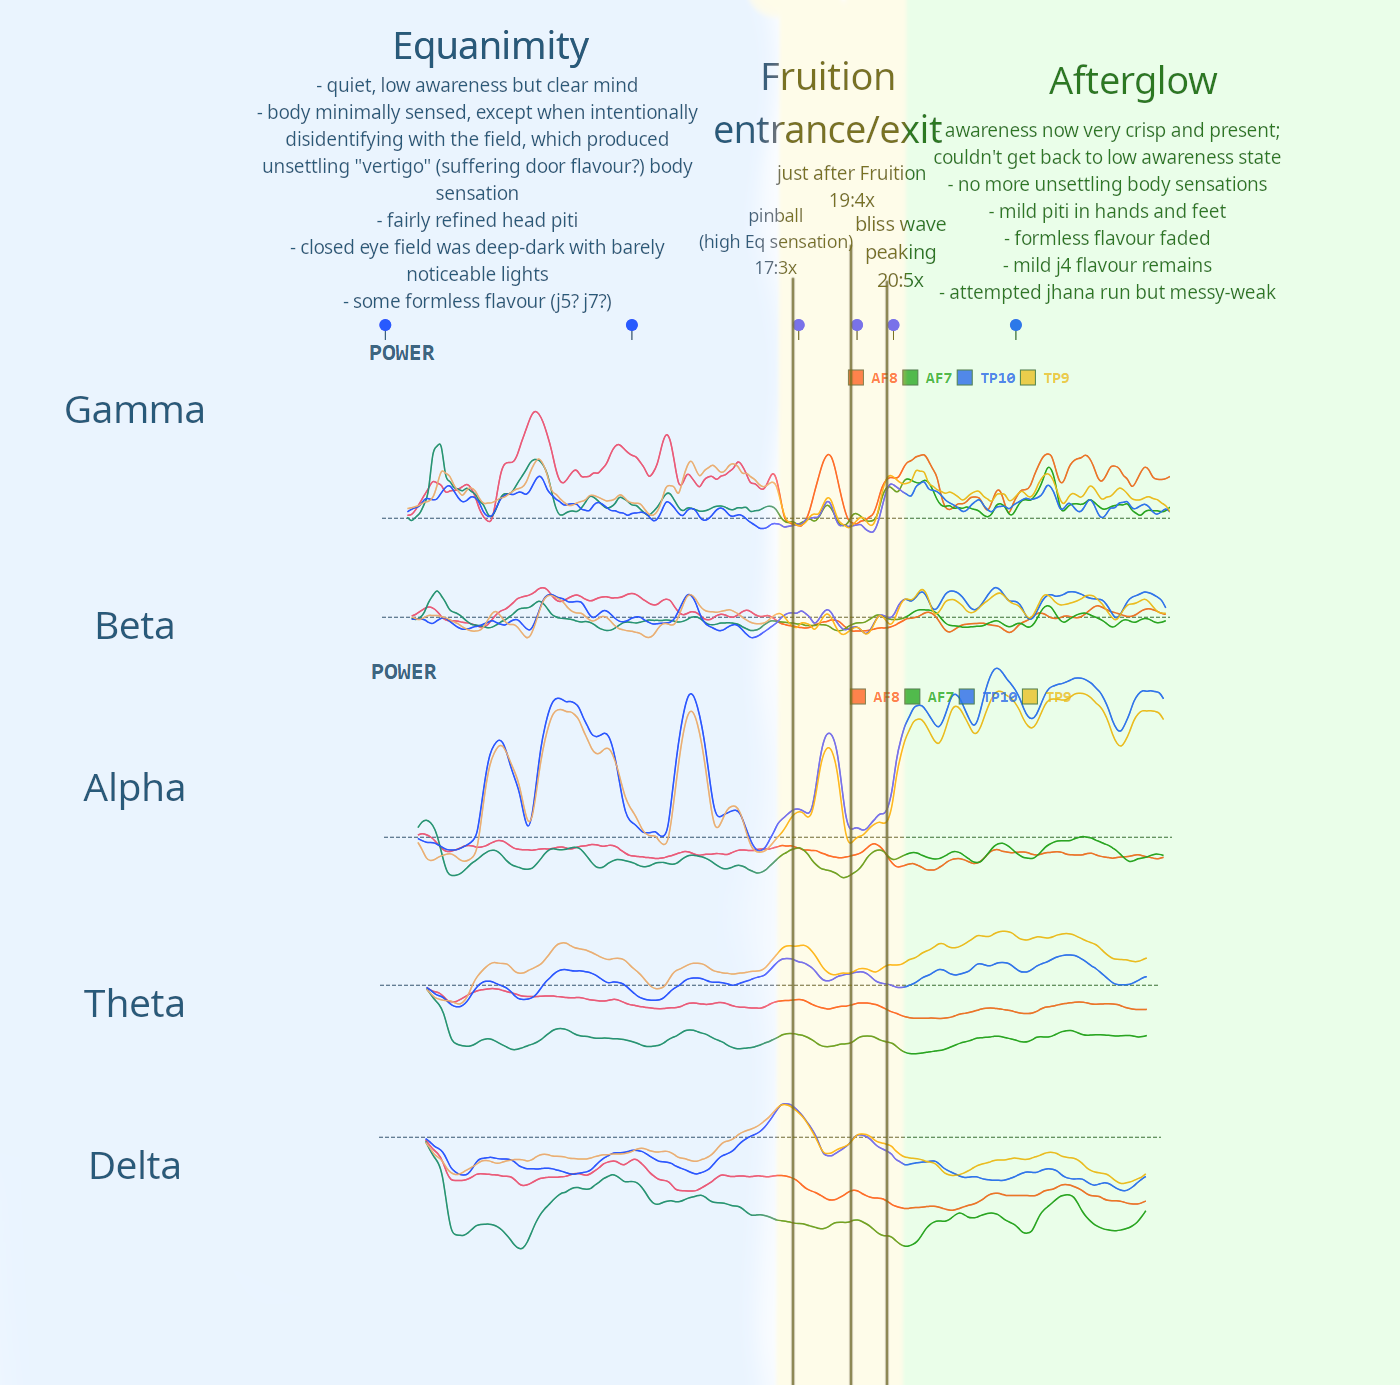 Equanimity
- quiet, low awareness but clear mind
- body minimally sensed, except when intentionally
disidentifying with the field, which produced
unsettling "vertigo" (suffering door flavour?) body
sensation
- fairly refined head piti
- closed eye field was deep-dark with barely
noticeable lights
- some formless flavour (j5? j7?)
Fruition
entrance/exit
just after Fruition
19:4x
pinball
(high Eq sensation)
17:3x
bliss wave
peaking
20:5x
Afterglow
awareness now very crisp and present;
couldn't get back to low awareness state
- no more unsettling body sensations
- mild piti in hands and feet
- formless flavour faded
- mild j4 flavour remains
- attempted jhana run but messy-weak
POWER
AF8 AF7 TP10 TP9
Gamma
Beta
POWER
AF8 AF7 TP10 TP9
Alpha
Theta
Delta